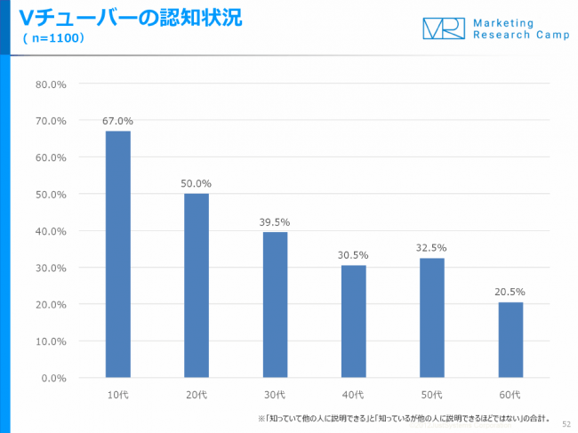 Vチューバーの認知状況
( n=1100）
Marketing
Research Camp
80.0%
70.0%
60.0%
50.0%
40.0%
30.0%
20.0%
10.0%
0.0%
67.0%
50.0%
39.5%
30.5%
32.5%
20.5%
10代
20代
30代
40代
50代
60代
※「知っていて他の人に説明できる」と「知っているが他の人に説明できるほどではない」の合計。
52